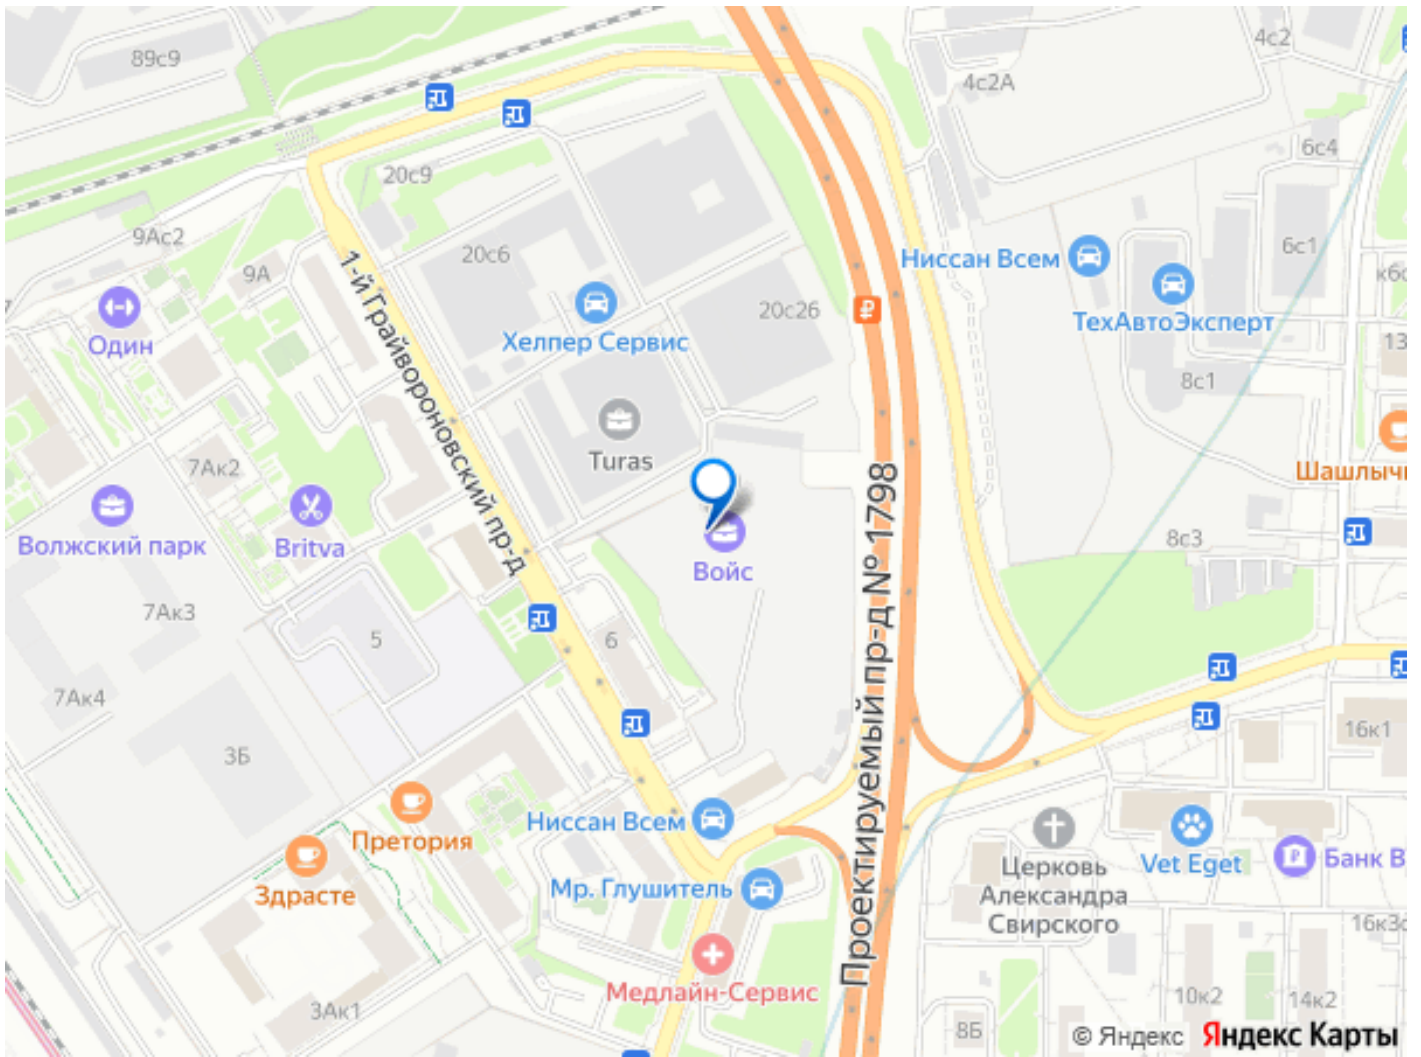 89с9
4с2
4с2А
6с4
20с9
9Ас2
20с6
6с1
Ниссан Всем
9А
к6с
1-й Грайвороновский пр-д
20с26
ТехАвтоЭксперт
Один
Хелпер Сервис
13
8с1
Turas
7Ак2
Шашлычн
Волжский парк
Britva
8с3
Войс
Проектируемый пр-д № 1798
7Ак3
5
6
7Ак4
16к1
3Б
Ниссан Всем
Претория
Церковь
Александра
Свирского
Vet Eget
Банк В
Здрасте
Мр. Глушитель
16к3с
Медлайн-Сервис
10к2
14к2
3Ак1
8Б
© Яндекс Яндекс Карты